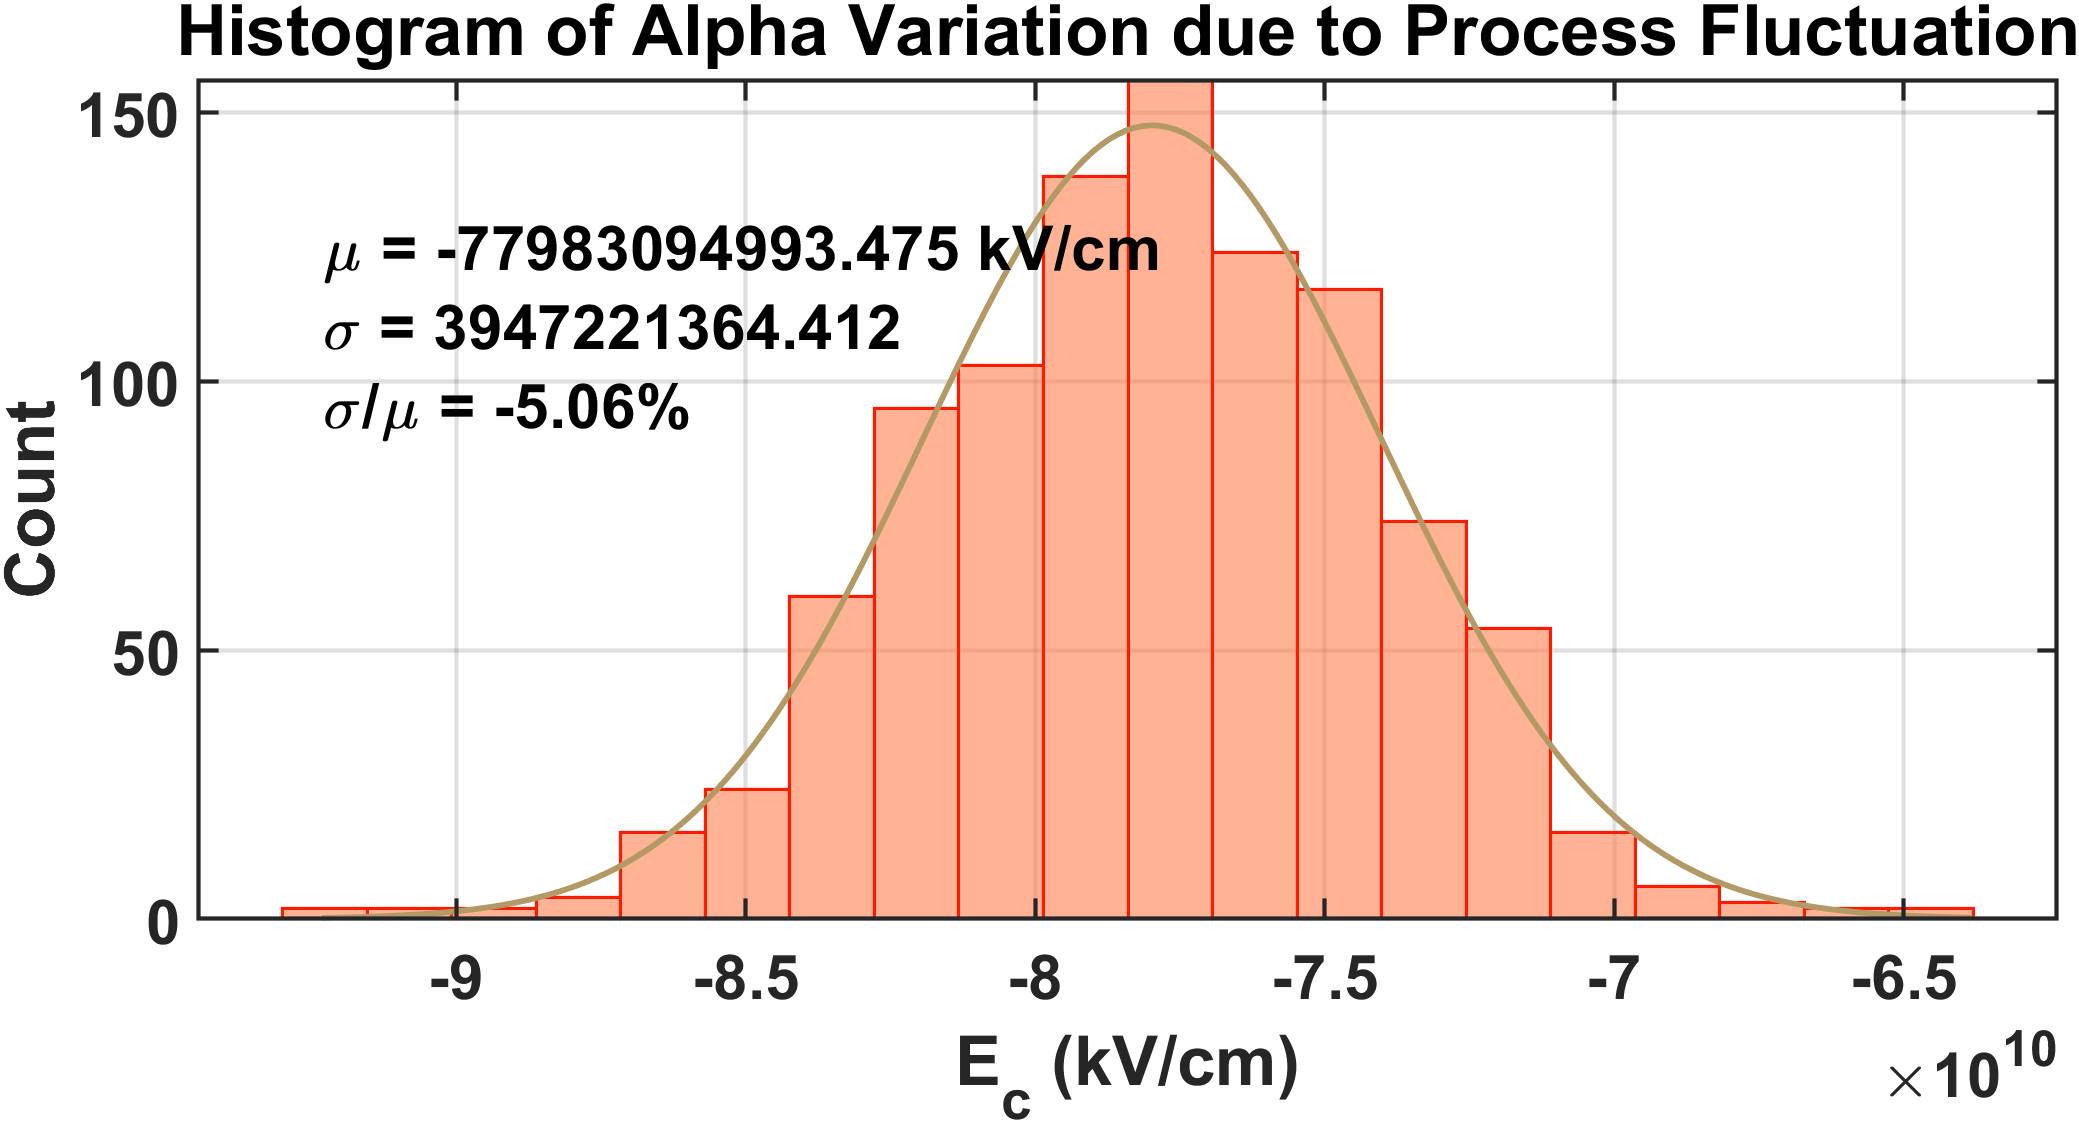 Histogram of Alpha Variation due to Process Fluctuation
150
100
50
0
Count
μ = -77983094993.475 kV/cm
σ = 3947221364.412
σ/μ = -5.06%
-9 -8.5 -8 -7.5 -7 -6.5
×10^10
E_c (kV/cm)